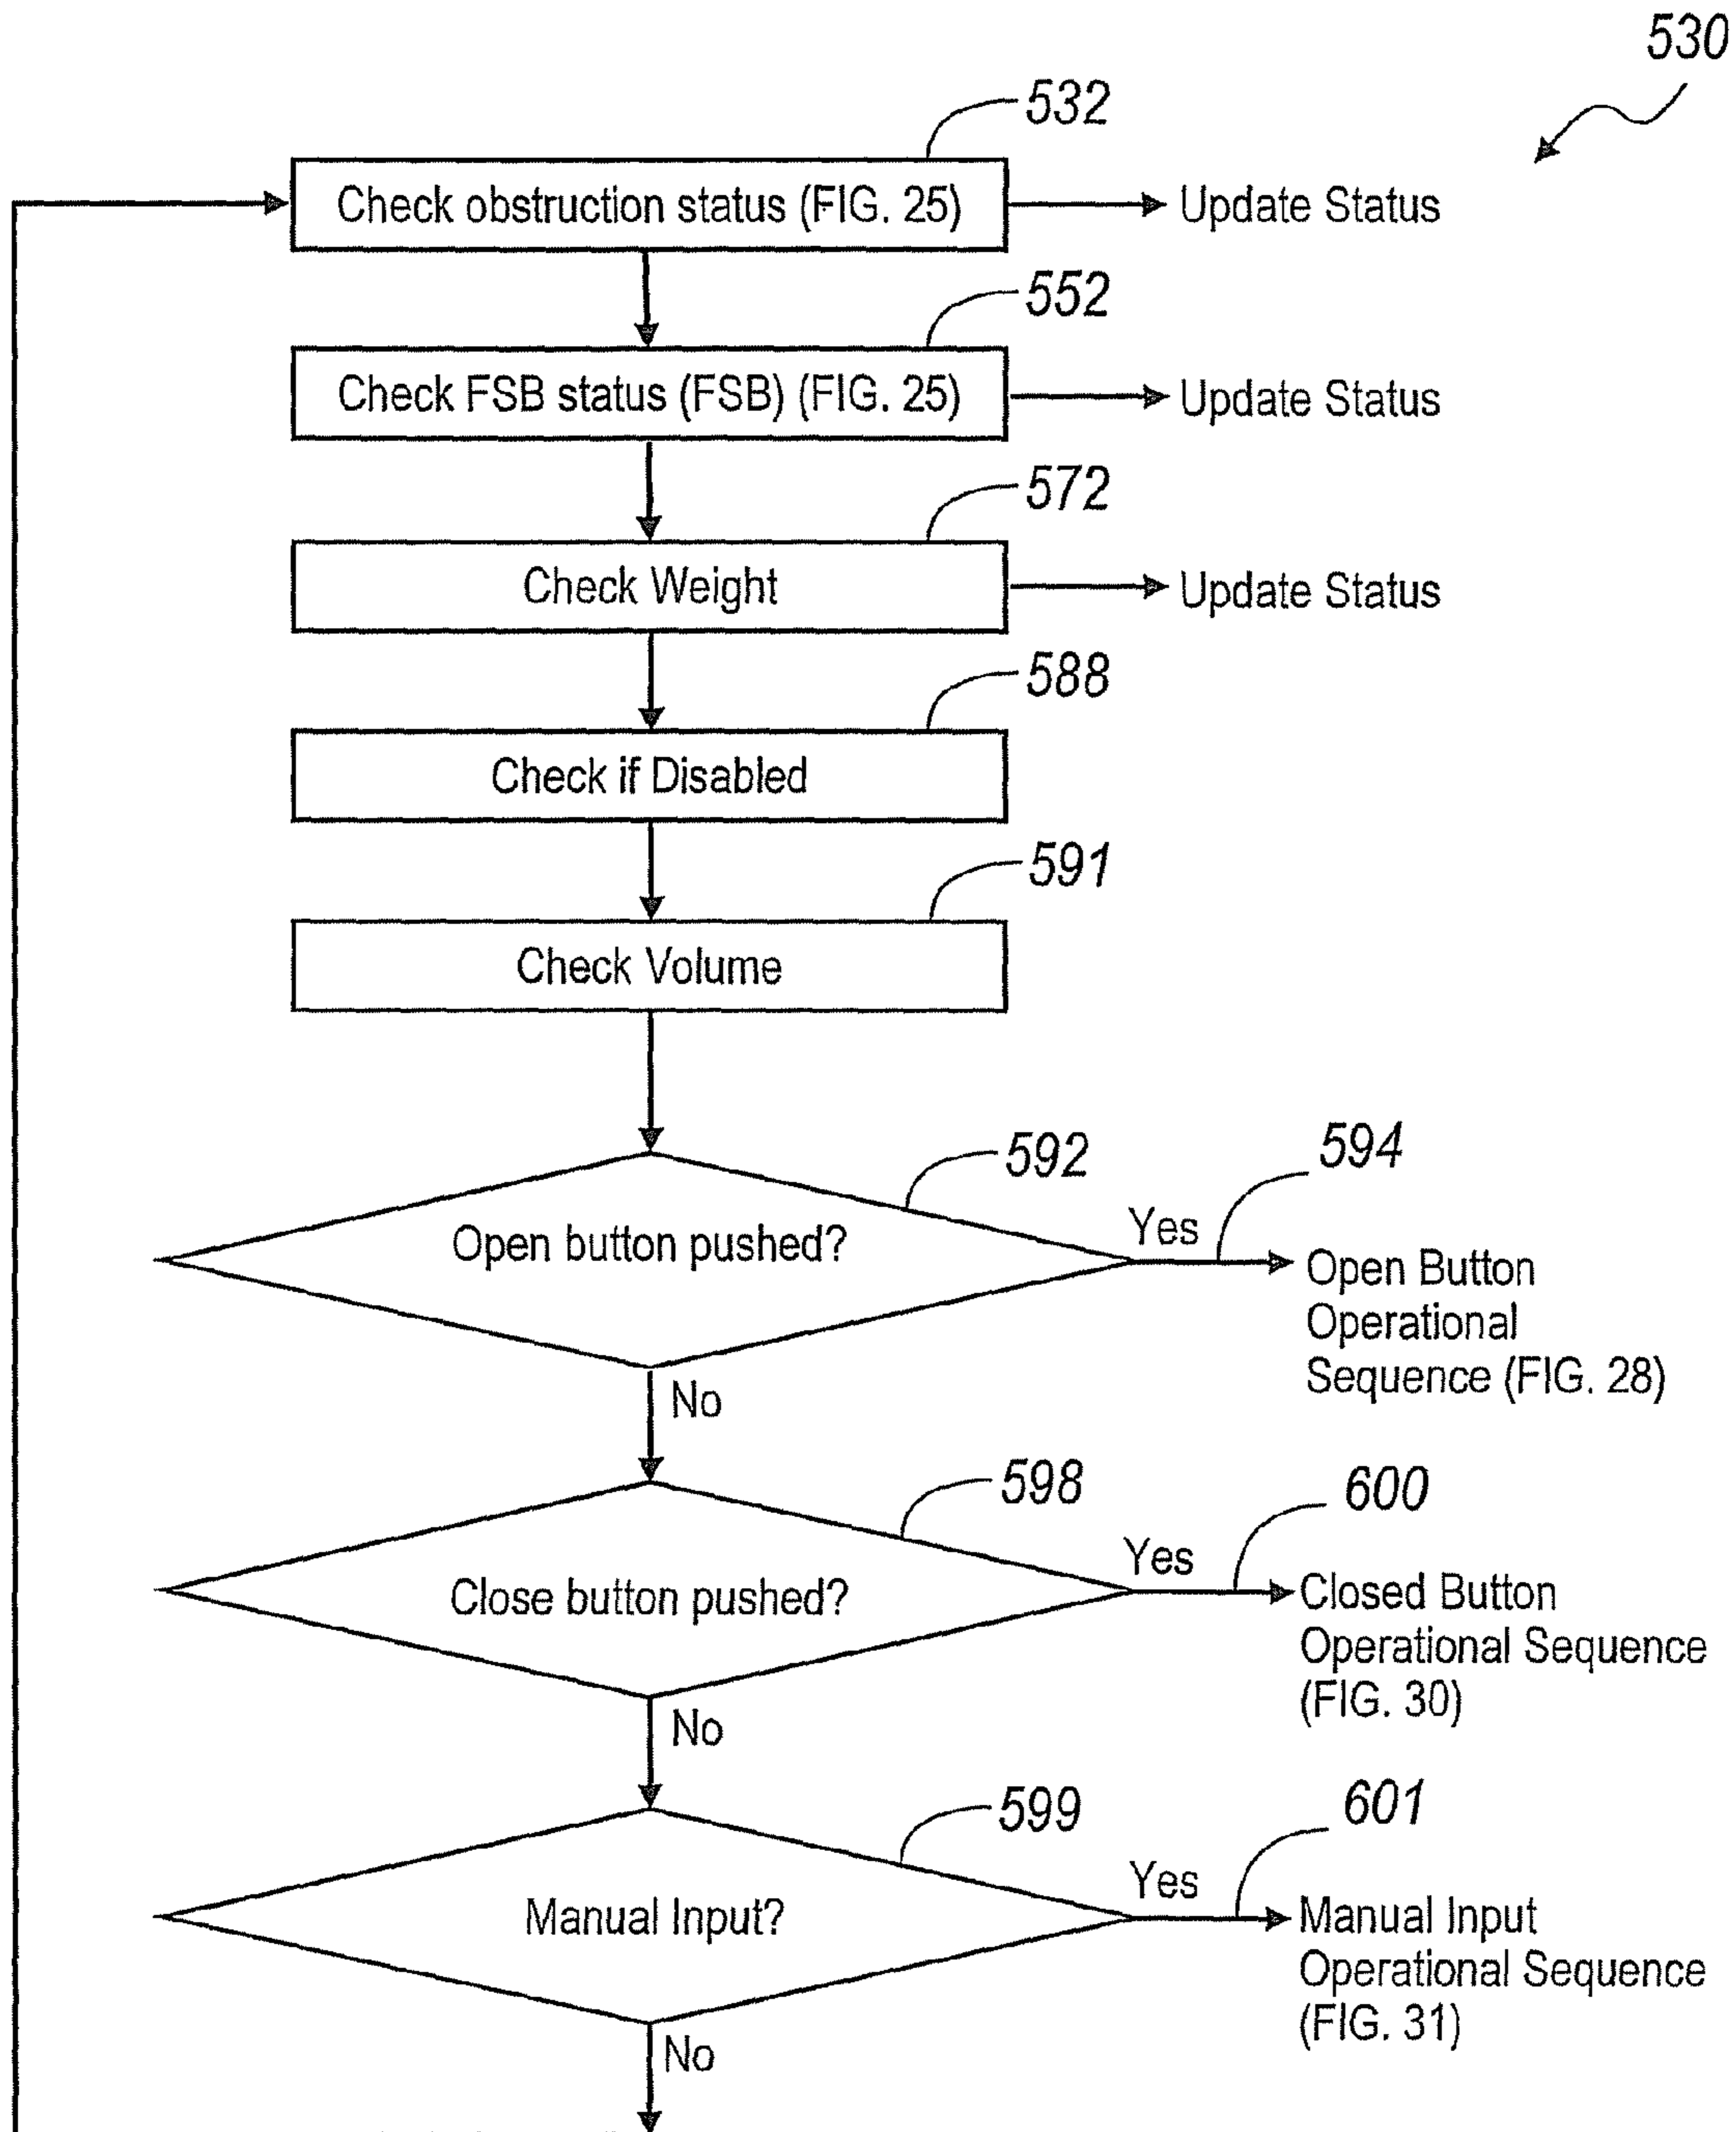 530
532
Check obstruction status (FIG. 25)
Update Status
552
Check FSB status (FSB) (FIG. 25)
Update Status
572
Check Weight
Update Status
588
Check if Disabled
591
Check Volume
592
594
Open button pushed?
Yes
Open Button
Operational
Sequence (FIG. 28)
No
598
600
Close button pushed?
Yes
Closed Button
Operational Sequence
(FIG. 30)
No
599
601
Manual Input?
Yes
Manual Input
Operational Sequence
(FIG. 31)
No